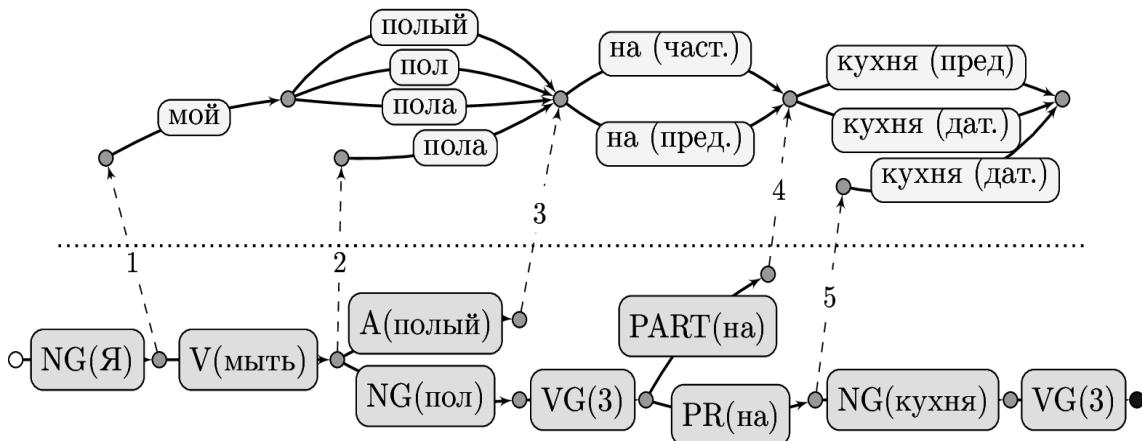 полый
на (част.)
кухня (пред)
пол
мой
пола
на (пред.)
кухня (дат.)
пола
кухня (дат.)
4
3
1
2
5
A(полый)
PART(на)
NG(Я)
V(мыть)
NG(пол)
VG(3)
PR(на)
NG(кухня)
VG(3)